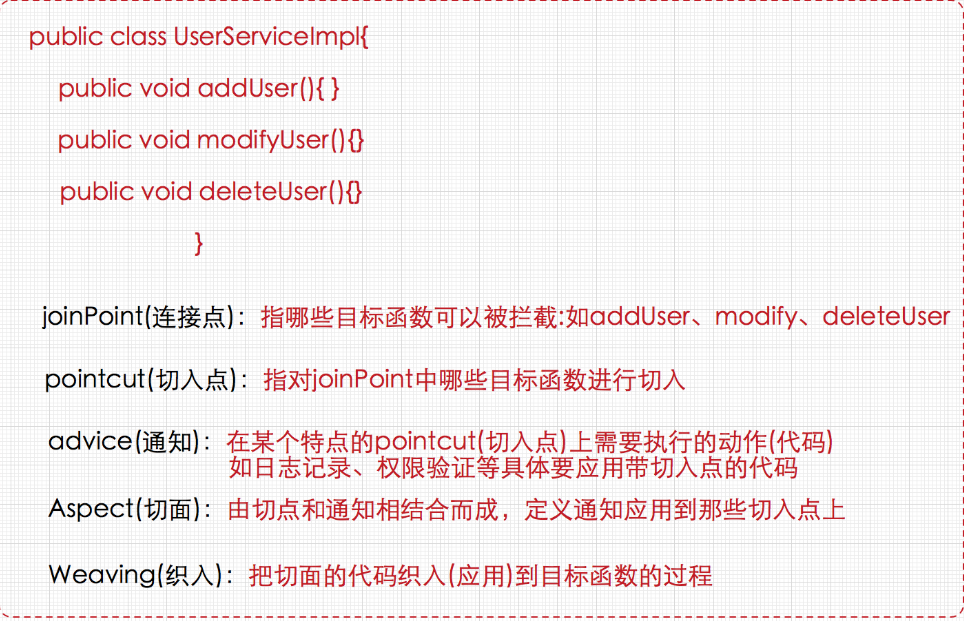 public class UserServiceImpl{
public void addUser(){ }
public void modifyUser(){}
public void deleteUser(){}
}
joinPoint(连接点)：指哪些目标函数可以被拦截:如addUser、modify、deleteUser
pointcut(切入点)：指对joinPoint中哪些目标函数进行切入
advice(通知)：在某个特点的pointcut(切入点)上需要执行的动作(代码)
如日志记录、权限验证等具体要应用带切入点的代码
Aspect(切面)：由切点和通知相结合而成，定义通知应用到那些切入点上
Weaving(织入)：把切面的代码织入(应用)到目标函数的过程